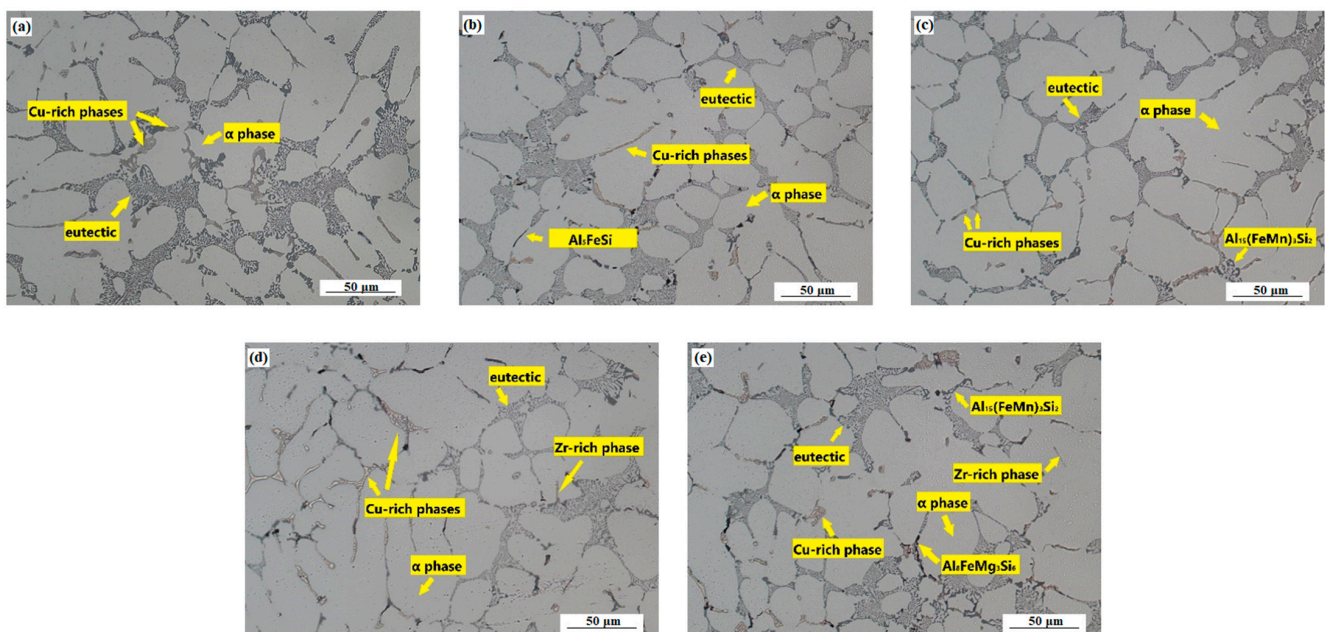 (a)
Cu-rich phases
α phase
eutectic
50 µm
(b)
eutectic
Cu-rich phases
α phase
Al₅FeSi
50 µm
(c)
eutectic
α phase
Cu-rich phases
Al₁₅(FeMn)₃Si₂
50 µm
(d)
eutectic
Zr-rich phase
Cu-rich phases
α phase
50 µm
(e)
Al₁₅(FeMn)₃Si₂
eutectic
Zr-rich phase
α phase
Cu-rich phase
Al₈FeMg₃Si₆
50 µm